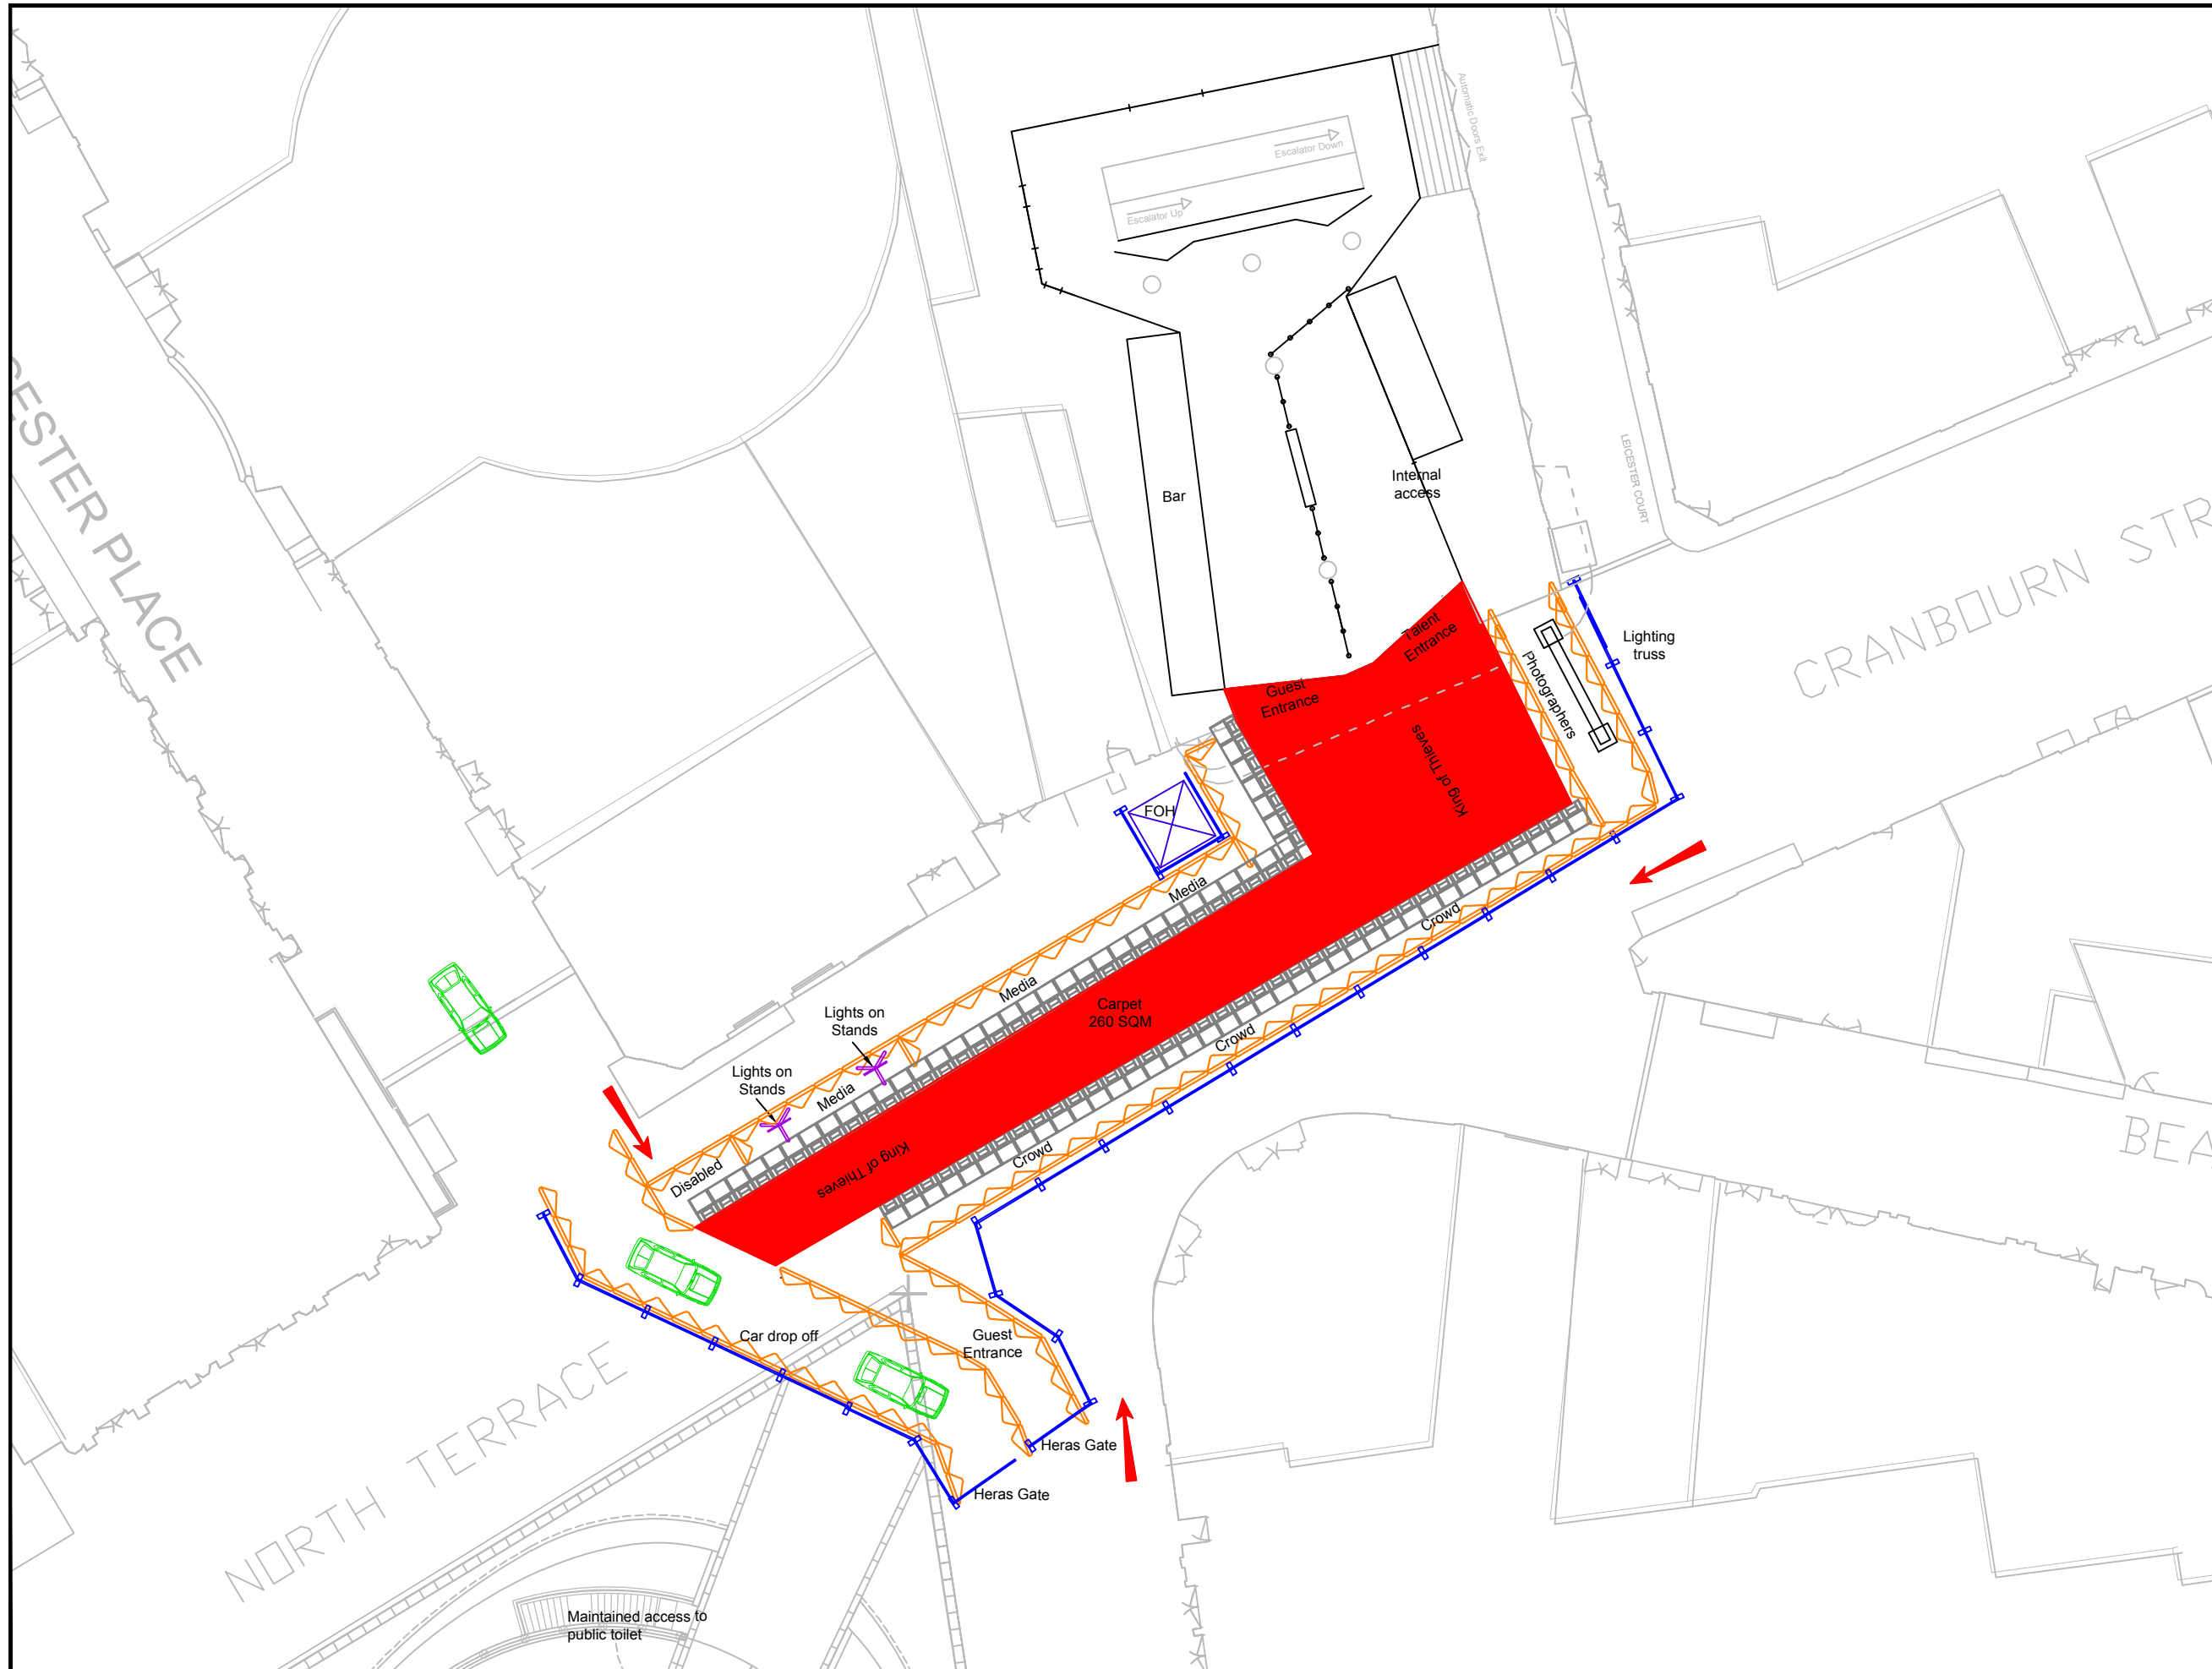 Automatic Doors Exit
Escalator Down
Escalator Up
CESTER PLACE
Bar
Internal
access
LEICESTER COURT
CRANBOURN STR
Talent
Entrance
Lighting
truss
Photographers
Guest
Entrance
King of Thieves
FOH
Media
Crowd
Media
Carpet
260 SQM
Lights on
Stands
Crowd
Lights on
Stands
Media
BEA
Crowd
King of Thieves
Disabled
Car drop off
Guest
Entrance
NORTH TERRACE
Heras Gate
Heras Gate
Maintained access to
public toilet